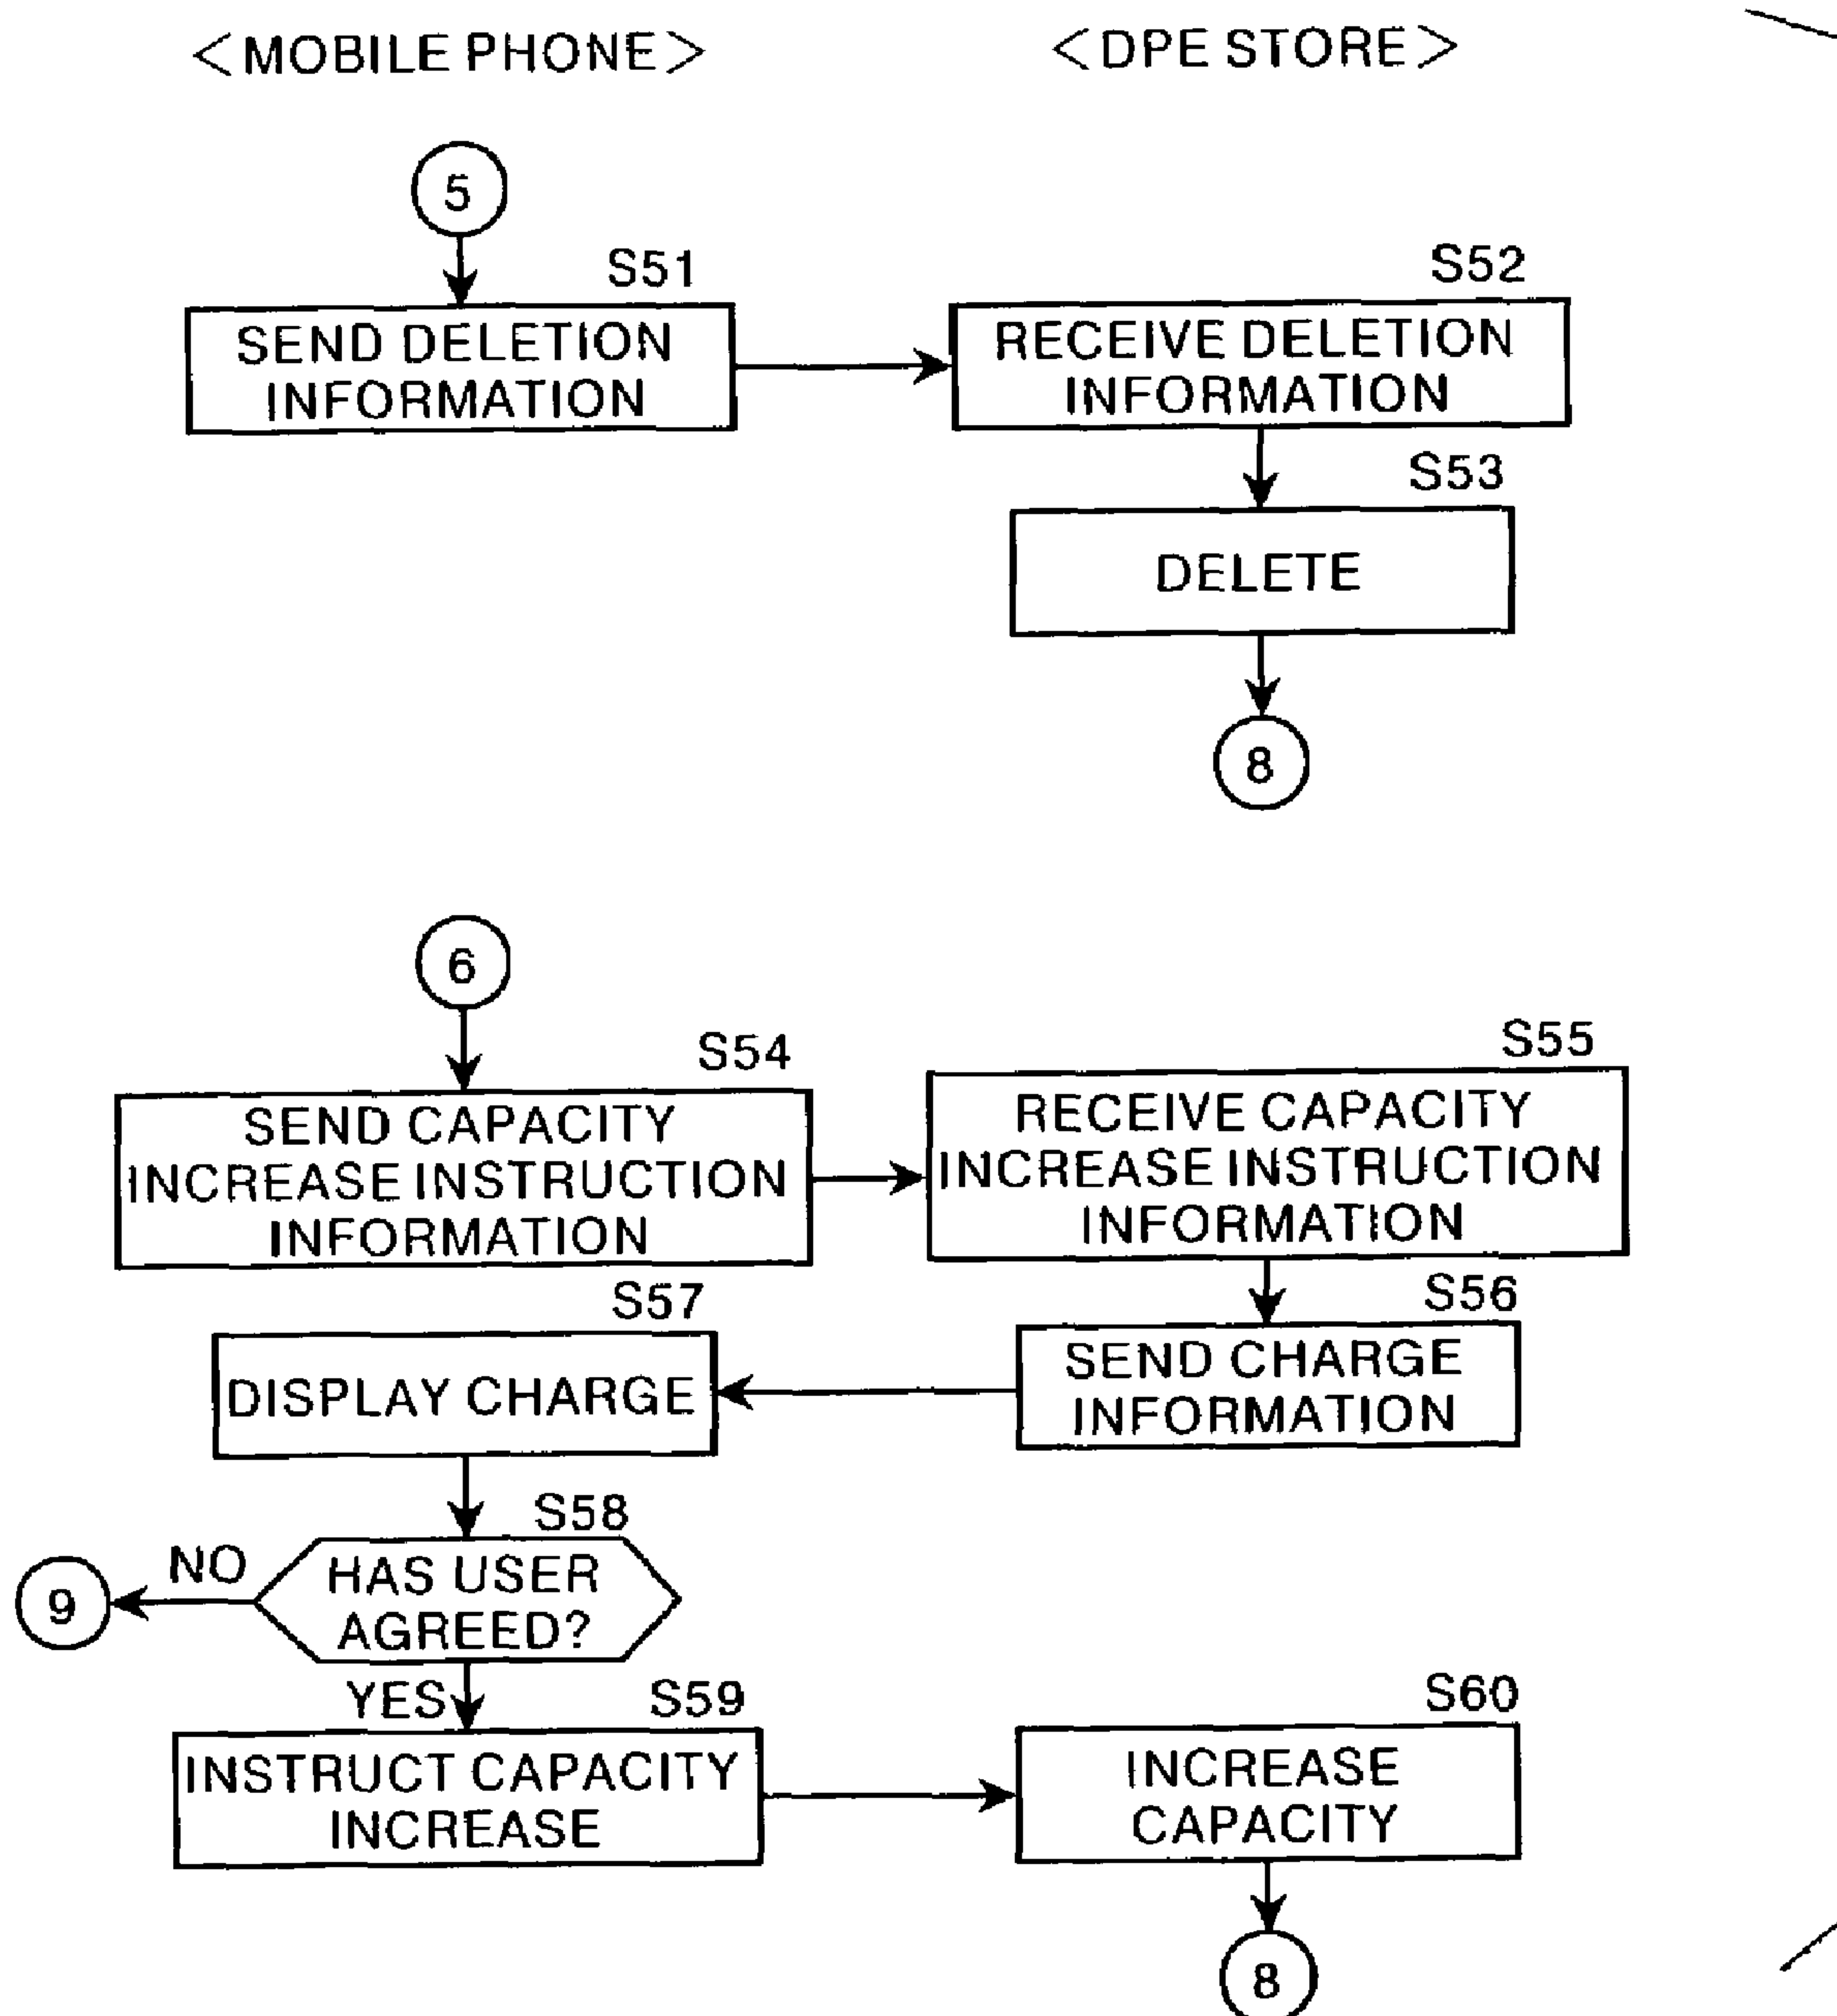 <MOBILE PHONE>
<DPE STORE>
5
S51
SEND DELETION
INFORMATION
S52
RECEIVE DELETION
INFORMATION
S53
DELETE
8
6
S54
SEND CAPACITY
INCREASE INSTRUCTION
INFORMATION
S55
RECEIVE CAPACITY
INCREASE INSTRUCTION
INFORMATION
S56
SEND CHARGE
INFORMATION
S57
DISPLAY CHARGE
S58
HAS USER
AGREED?
NO
9
YES
S59
INSTRUCT CAPACITY
INCREASE
S60
INCREASE
CAPACITY
8